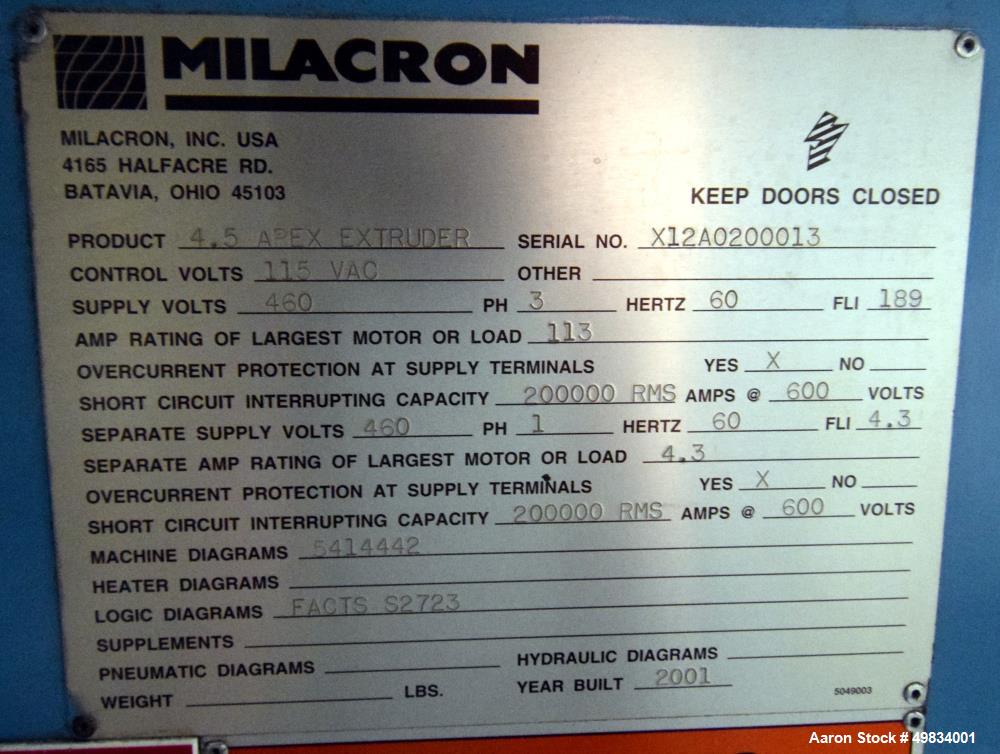 MILACRON
MILACRON, INC. USA
4165 HALFACRE RD.
BATAVIA, OHIO 45103
KEEP DOORS CLOSED
PRODUCT 4.5 APEX EXTRUDER SERIAL NO. X12A0200013
CONTROL VOLTS 115 VAC OTHER
SUPPLY VOLTS 460 PH 3 HERTZ 60 FLI 189
AMP RATING OF LARGEST MOTOR OR LOAD 113
OVERCURRENT PROTECTION AT SUPPLY TERMINALS YES X NO
SHORT CIRCUIT INTERRUPTING CAPACITY 200000 RMS AMPS @ 600 VOLTS
SEPARATE SUPPLY VOLTS 460 PH 1 HERTZ 60 FLI 4.3
SEPARATE AMP RATING OF LARGEST MOTOR OR LOAD 4.3
OVERCURRENT PROTECTION AT SUPPLY TERMINALS YES X NO
SHORT CIRCUIT INTERRUPTING CAPACITY 200000 RMS AMPS @ 600 VOLTS
MACHINE DIAGRAMS 5414442
HEATER DIAGRAMS
LOGIC DIAGRAMS FACTS S2723
SUPPLEMENTS
PNEUMATIC DIAGRAMS HYDRAULIC DIAGRAMS
WEIGHT LBS. YEAR BUILT 2001
5049003
Aaron Stock # 49834001